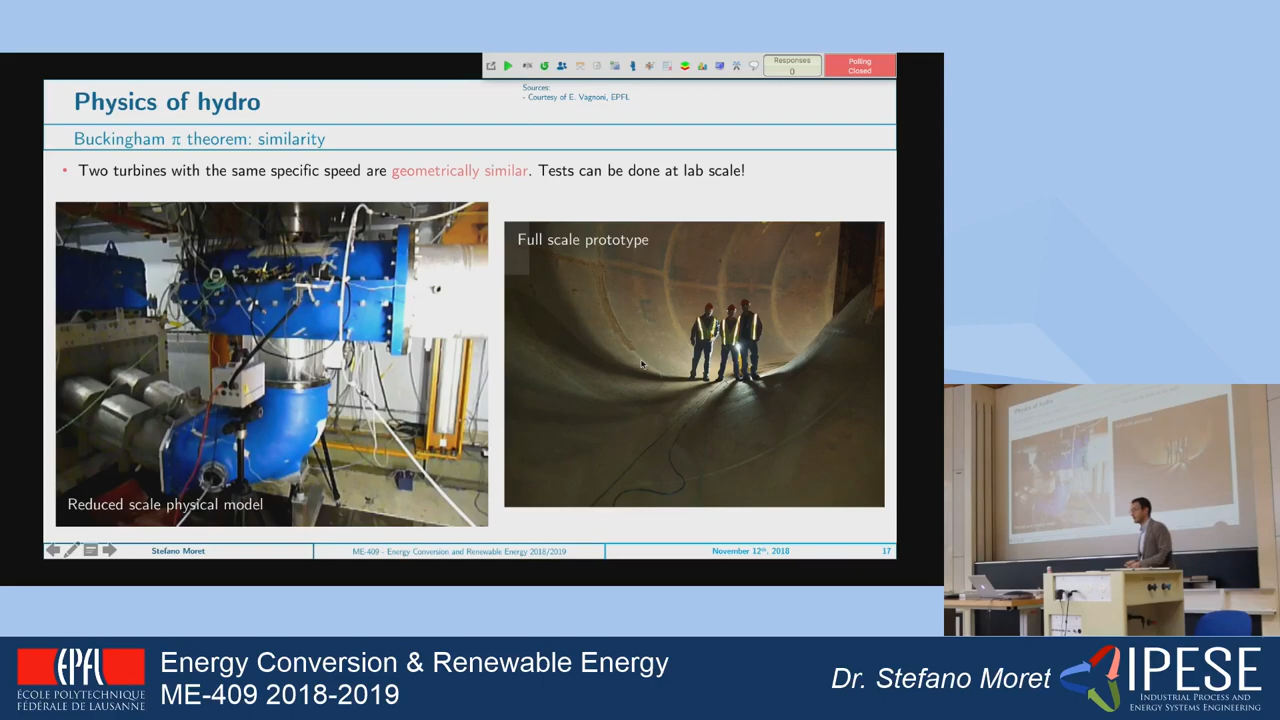 Responses
0
Polling
Closed
Physics of hydro
Sources:
- Courtesy of E. Vagnoni, EPFL
Buckingham π theorem: similarity
• Two turbines with the same specific speed are geometrically similar. Tests can be done at lab scale!
Full scale prototype
Reduced scale physical model
Stefano Moret
ME-409 - Energy Conversion and Renewable Energy 2018/2019
November 12th, 2018
17
Physics of hydro
EPFL
ÉCOLE POLYTECHNIQUE
FÉDÉRALE DE LAUSANNE
Energy Conversion & Renewable Energy
ME-409 2018-2019
Dr. Stefano Moret
IPESE
Industrial Process and
Energy Systems Engineering